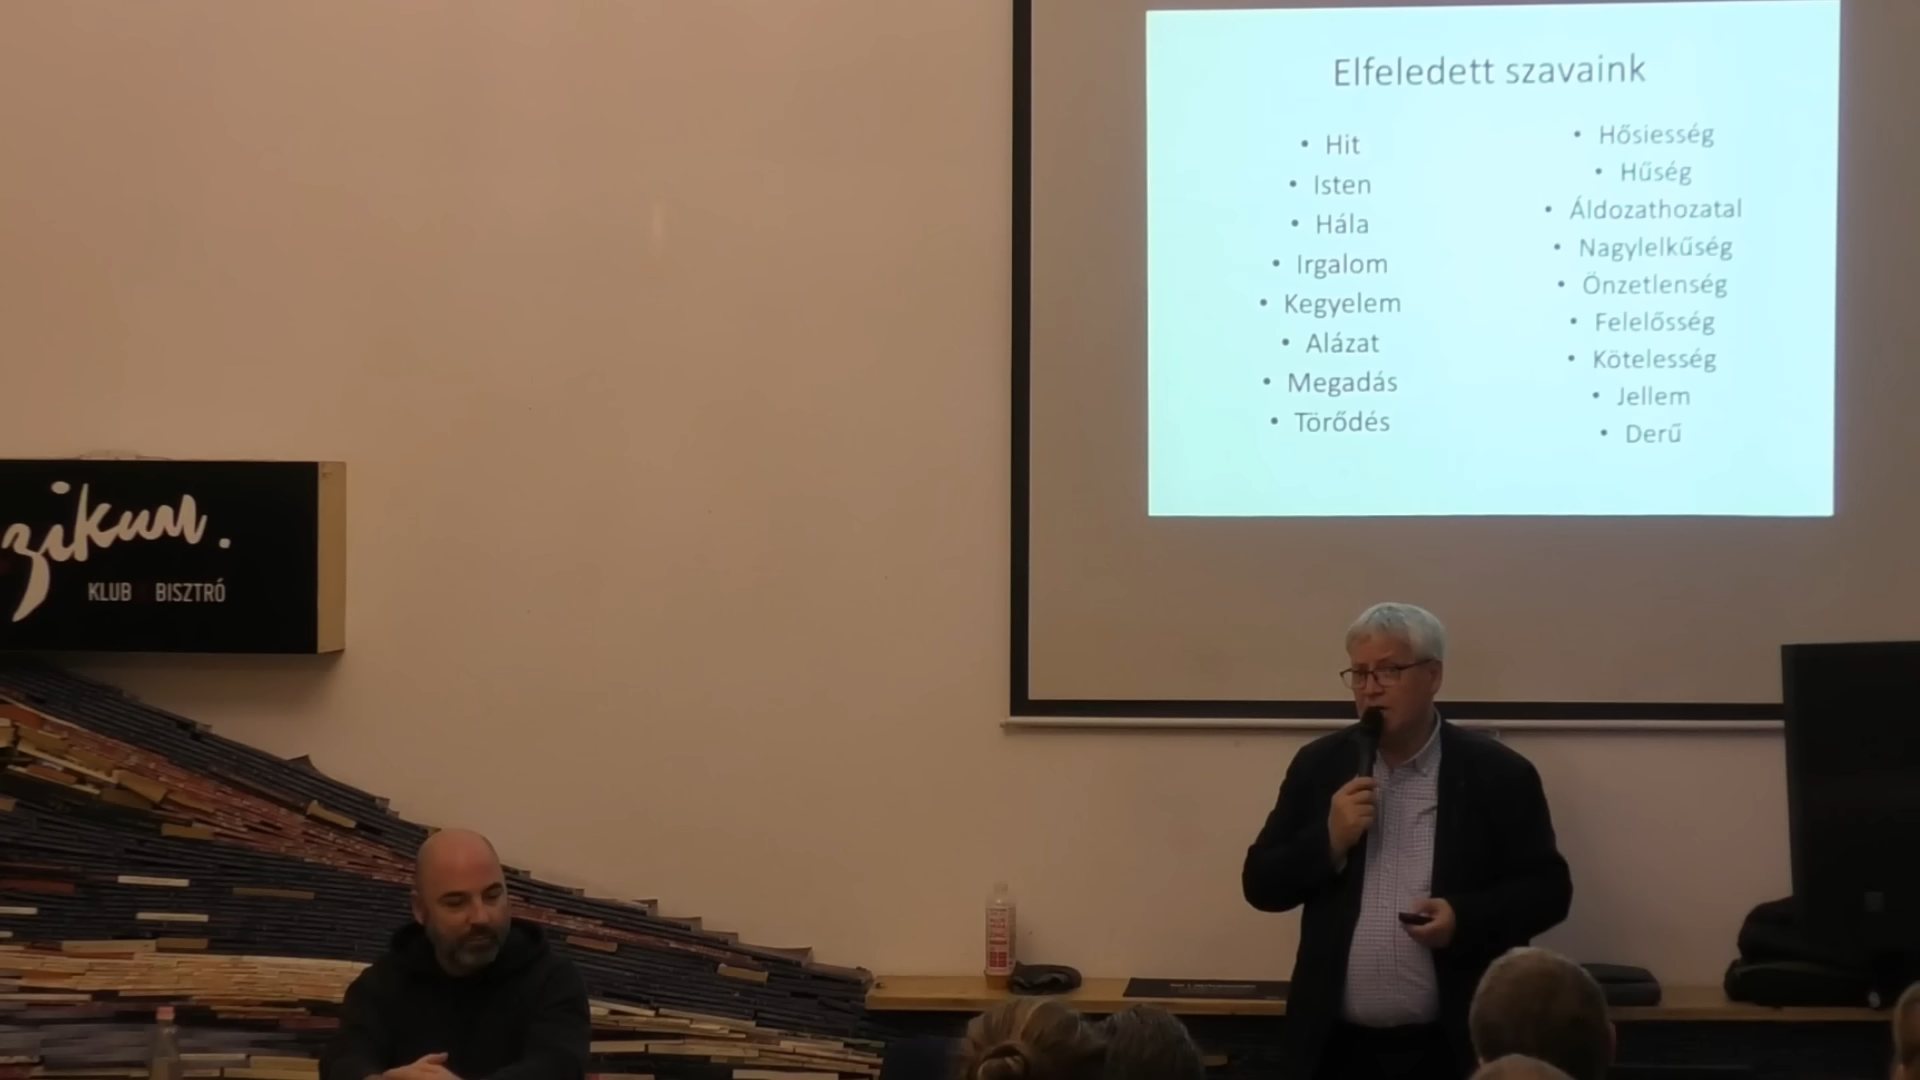 Elfeledett szavaink
• Hit
• Isten
• Hála
• Irgalom
• Kegyelem
• Alázat
• Megadás
• Törődés
• Hősiesség
• Hűség
• Áldozathozatal
• Nagylelkűség
• Önzetlenség
• Felelősség
• Kötelesség
• Jellem
• Derű
zikum.
KLUB BISZTRÓ